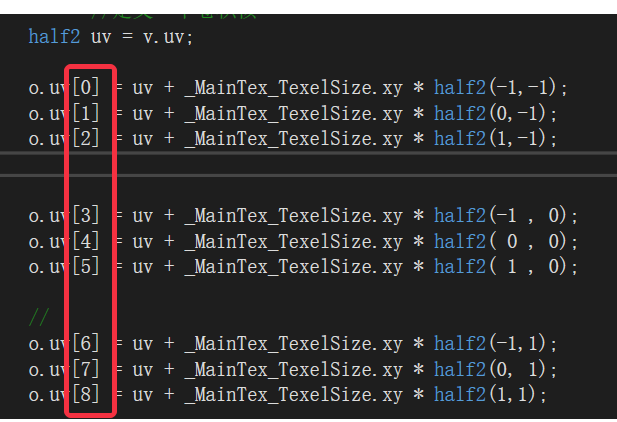 half2 uv = v.uv;
o.uv[0] = uv + _MainTex_TexelSize.xy * half2(-1,-1);
o.uv[1] = uv + _MainTex_TexelSize.xy * half2(0,-1);
o.uv[2] = uv + _MainTex_TexelSize.xy * half2(1,-1);
o.uv[3] = uv + _MainTex_TexelSize.xy * half2(-1 , 0);
o.uv[4] = uv + _MainTex_TexelSize.xy * half2( 0 , 0);
o.uv[5] = uv + _MainTex_TexelSize.xy * half2( 1 , 0);
//
o.uv[6] = uv + _MainTex_TexelSize.xy * half2(-1,1);
o.uv[7] = uv + _MainTex_TexelSize.xy * half2(0, 1);
o.uv[8] = uv + _MainTex_TexelSize.xy * half2(1,1);